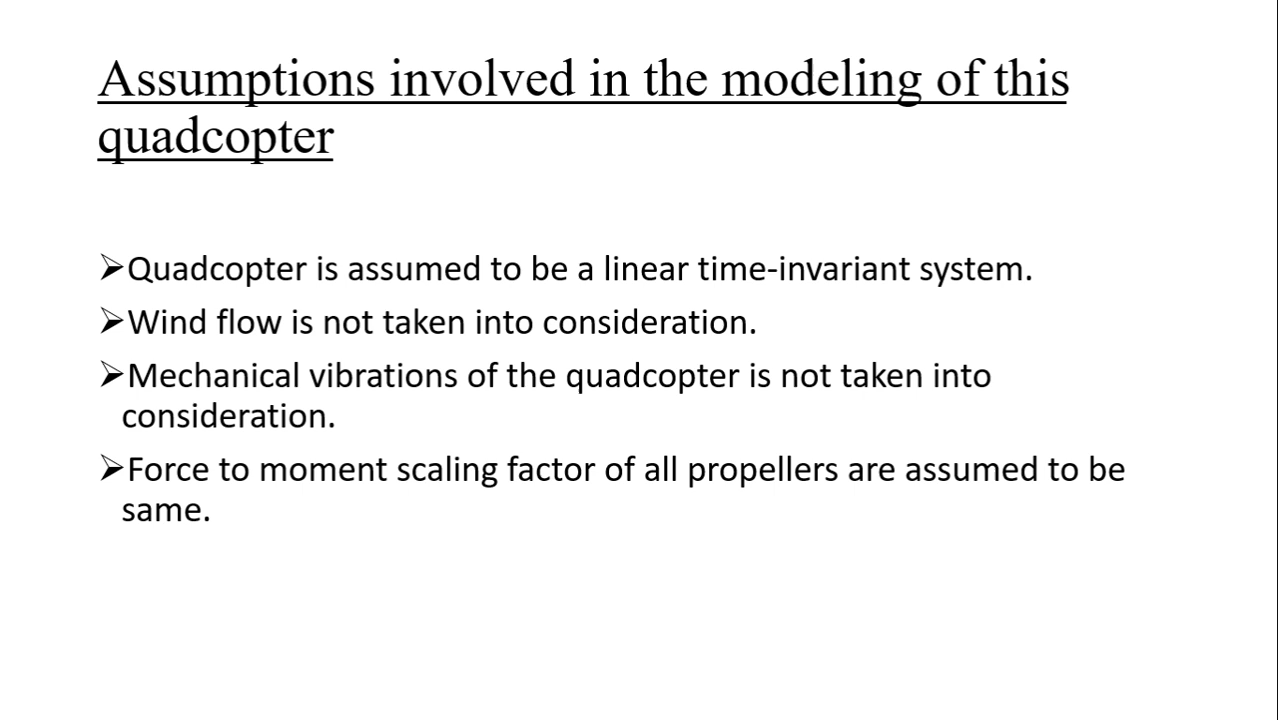 Assumptions involved in the modeling of this
quadcopter
➢Quadcopter is assumed to be a linear time-invariant system.
➢Wind flow is not taken into consideration.
➢Mechanical vibrations of the quadcopter is not taken into
consideration.
➢Force to moment scaling factor of all propellers are assumed to be
same.